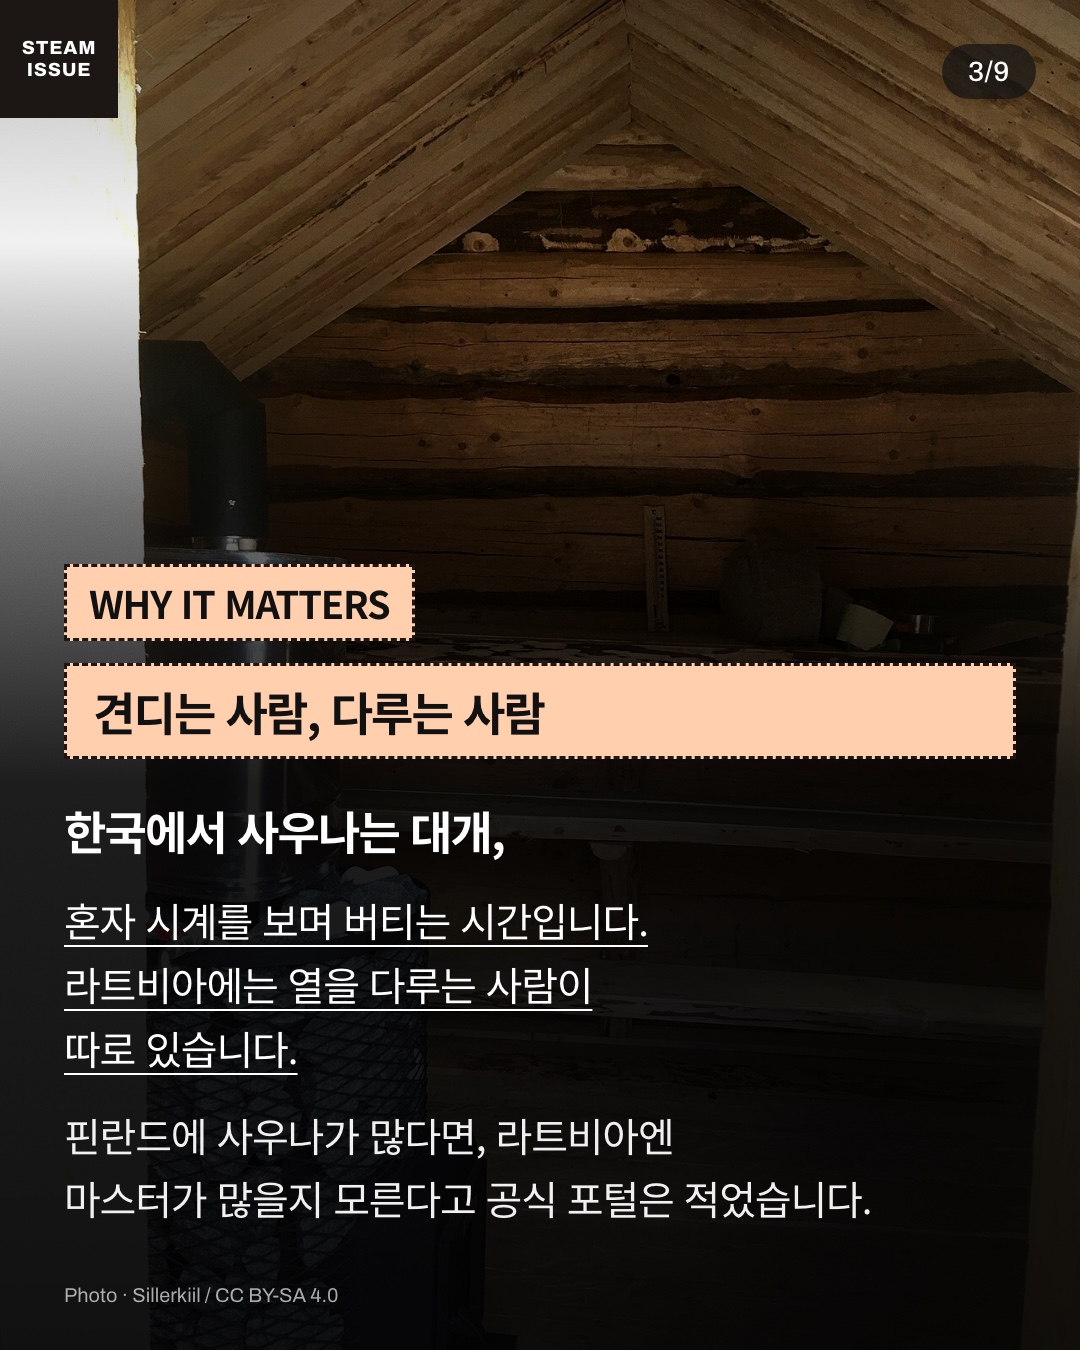 STEAM
ISSUE
3/9
WHY IT MATTERS
견디는 사람, 다루는 사람
한국에서 사우나는 대개,
혼자 시계를 보며 버티는 시간입니다.
라트비아에는 열을 다루는 사람이
따로 있습니다.
핀란드에 사우나가 많다면, 라트비아엔
마스터가 많을지 모른다고 공식 포털은 적었습니다.
Photo · Sillerkiil / CC BY-SA 4.0